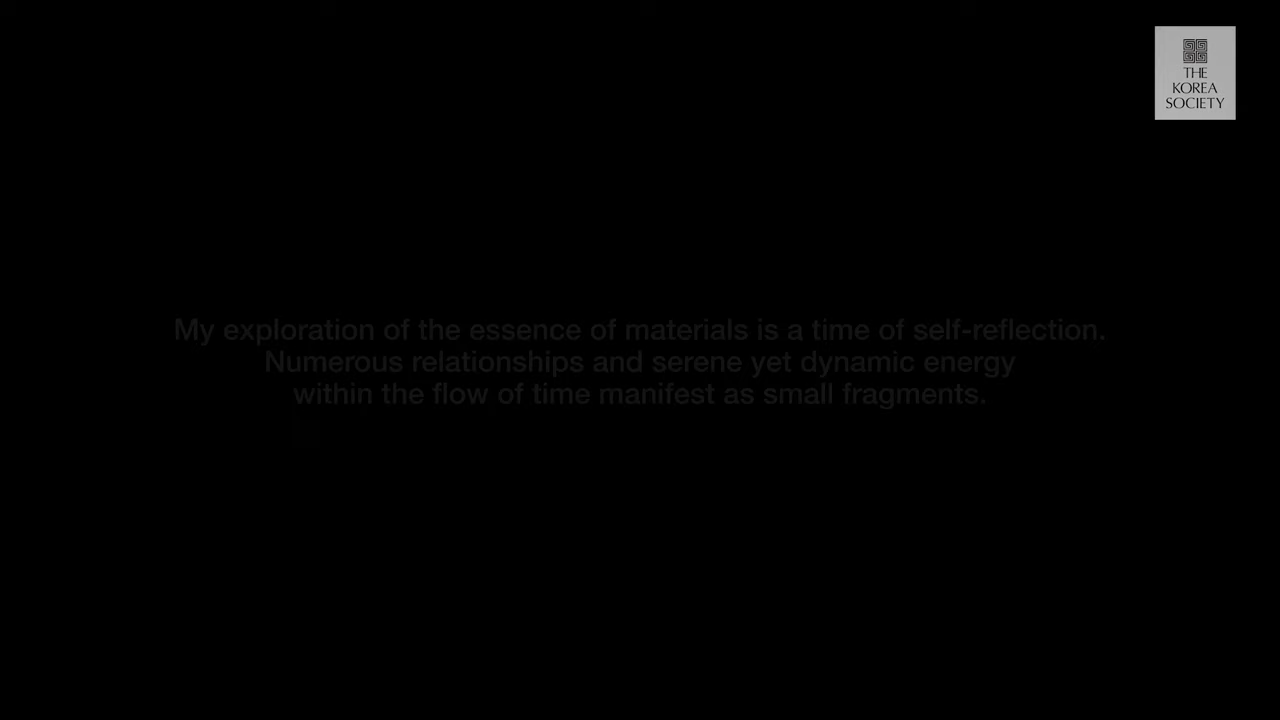 THE
KOREA
SOCIETY
My exploration of the essence of materials is a time of self-reflection.
Numerous relationships and serene yet dynamic energy
within the flow of time manifest as small fragments.